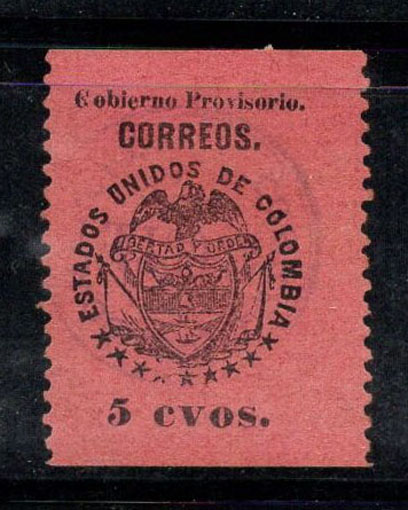 Gobierno Provisorio.
CORREOS.
ESTADOS UNIDOS DE COLOMBIA
LIBERTAD Y ORDEN
5 cvos.